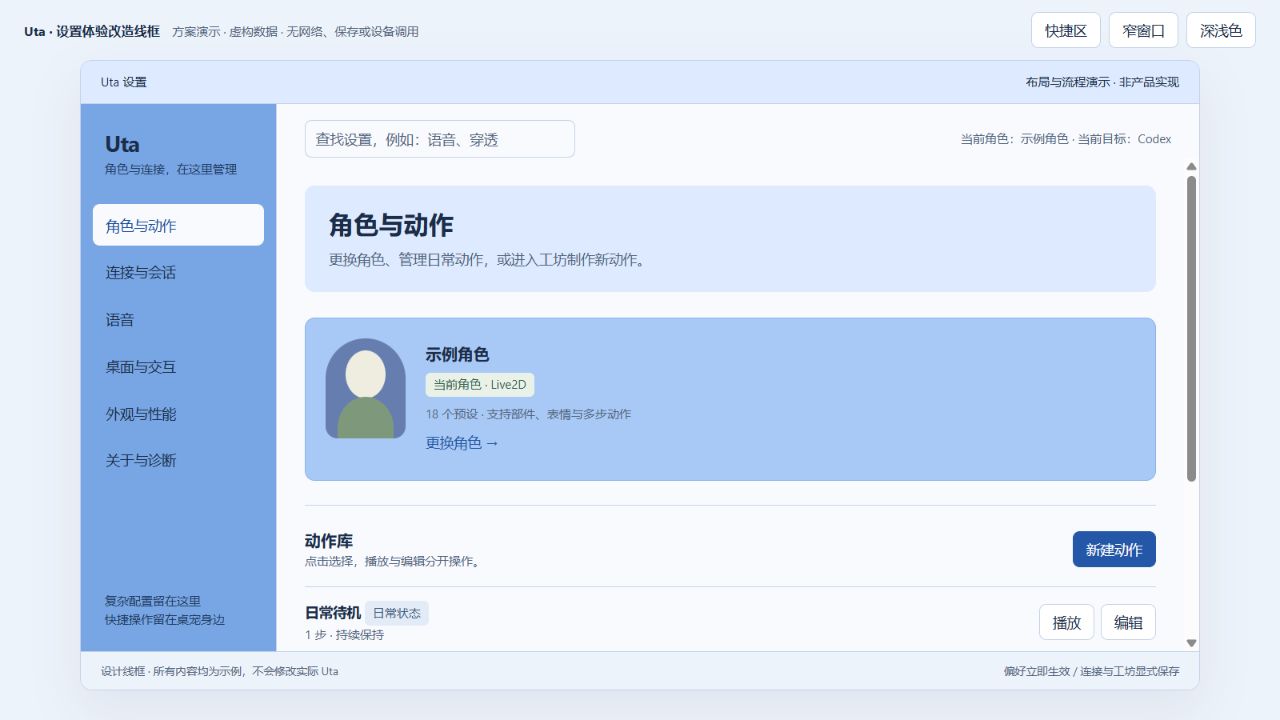 Uta · 设置体验改造线框 方案演示 · 虚构数据 · 无网络、保存或设备调用
快捷区 窄窗口 深浅色
Uta 设置
布局与流程演示 · 非产品实现
Uta
角色与连接，在这里管理
角色与动作
连接与会话
语音
桌面与交互
外观与性能
关于与诊断
复杂配置留在这里
快捷操作留在桌宠身边
查找设置，例如：语音、穿透
当前角色：示例角色 · 当前目标：Codex
角色与动作
更换角色、管理日常动作，或进入工坊制作新动作。
示例角色
当前角色 · Live2D
18 个预设 · 支持部件、表情与多步动作
更换角色 →
动作库
点击选择，播放与编辑分开操作。
新建动作
日常待机 日常状态
1 步 · 持续保持
播放 编辑
设计线框 · 所有内容均为示例，不会修改实际 Uta
偏好立即生效 / 连接与工坊显式保存